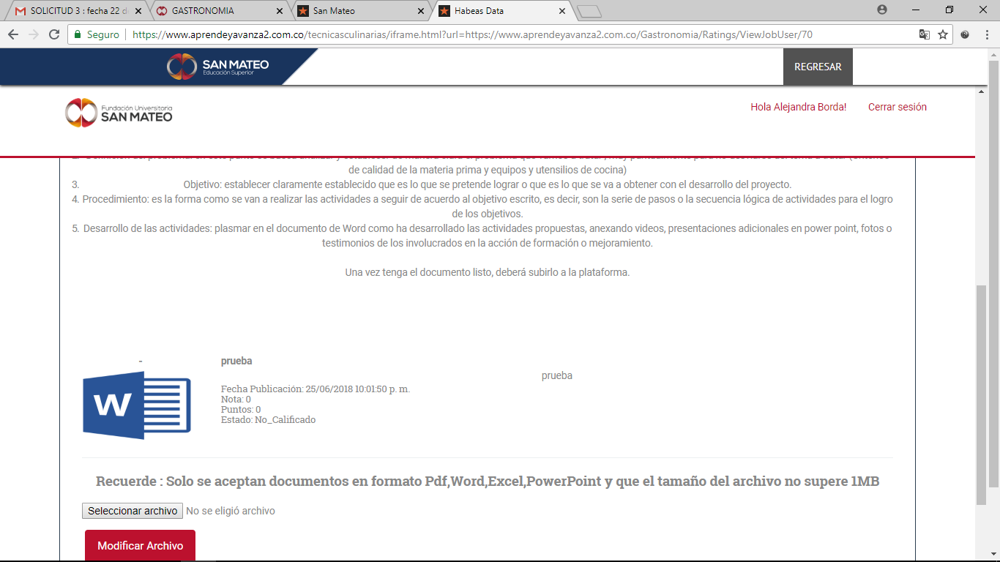 SOLICITUD 3 : fecha 22 d
GASTRONOMIA
San Mateo
Habeas Data
Seguro
https://www.aprendeyavanza2.com.co/tecnicasculinarias/iframe.html?url=https://www.aprendeyavanza2.com.co/Gastronomia/Ratings/ViewJobUser/70
SAN MATEO
Educación Superior
REGRESAR
Fundación Universitaria
SAN MATEO
Hola Alejandra Borda!
Cerrar sesión
de calidad de la materia prima y equipos y utensilios de cocina)
3. Objetivo: establecer claramente establecido que es lo que se pretende lograr o que es lo que se va a obtener con el desarrollo del proyecto.
4. Procedimiento: es la forma como se van a realizar las actividades a seguir de acuerdo al objetivo escrito, es decir, son la serie de pasos o la secuencia lógica de actividades para el logro
de los objetivos.
5. Desarrollo de las actividades: plasmar en el documento de Word como ha desarrollado las actividades propuestas, anexando videos, presentaciones adicionales en power point, fotos o
testimonios de los involucrados en la acción de formación o mejoramiento.
Una vez tenga el documento listo, deberá subirlo a la plataforma.
-
W
prueba
prueba
Fecha Publicación: 25/06/2018 10:01:50 p. m.
Nota: 0
Puntos: 0
Estado: No_Calificado
Recuerde : Solo se aceptan documentos en formato Pdf,Word,Excel,PowerPoint y que el tamaño del archivo no supere 1MB
Seleccionar archivo No se eligió archivo
Modificar Archivo